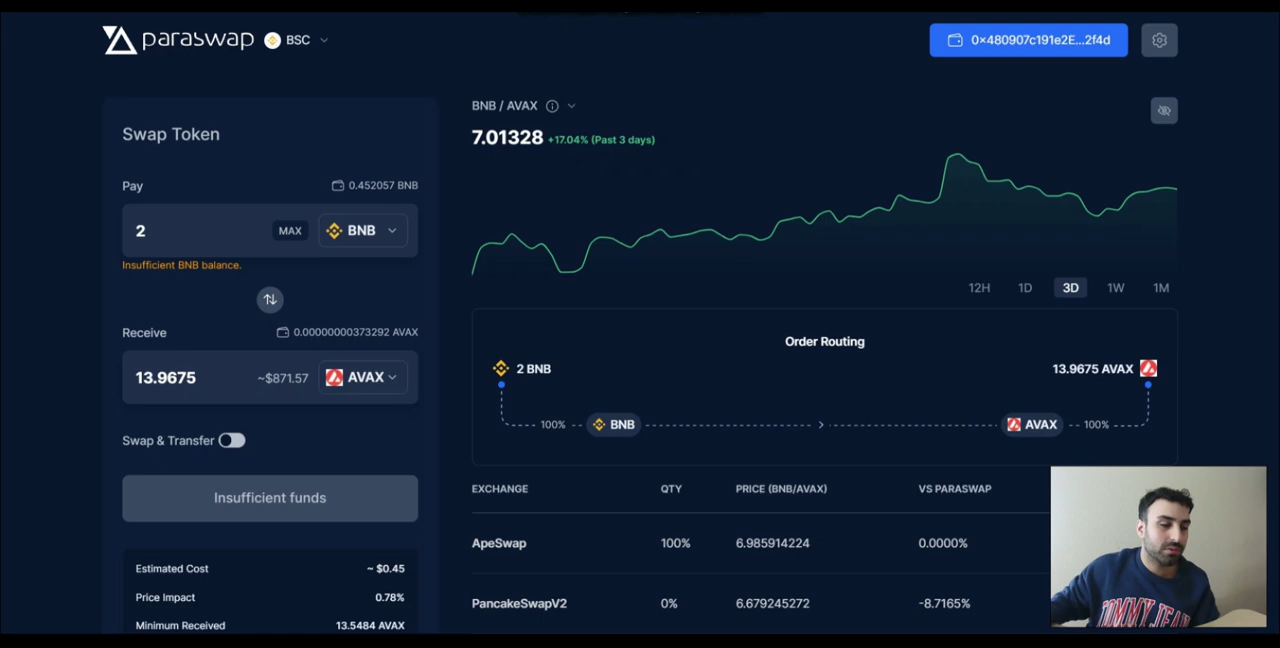 paraswap BSC
0×480907c191e2E...2f4d
Swap Token
Pay
0.452057 BNB
2 MAX BNB
Insufficient BNB balance.
Receive
0.00000000373292 AVAX
13.9675 ~$871.57 AVAX
Swap & Transfer
Insufficient funds
Estimated Cost ~ $0.45
Price Impact 0.78%
Minimum Received 13.5484 AVAX
BNB / AVAX
7.01328 +17.04% (Past 3 days)
12H 1D 3D 1W 1M
Order Routing
2 BNB 13.9675 AVAX
100% BNB AVAX 100%
EXCHANGE QTY PRICE (BNB/AVAX) VS PARASWAP
ApeSwap 100% 6.985914224 0.0000%
PancakeSwapV2 0% 6.679245272 -8.7165%
TOMMY JEANS